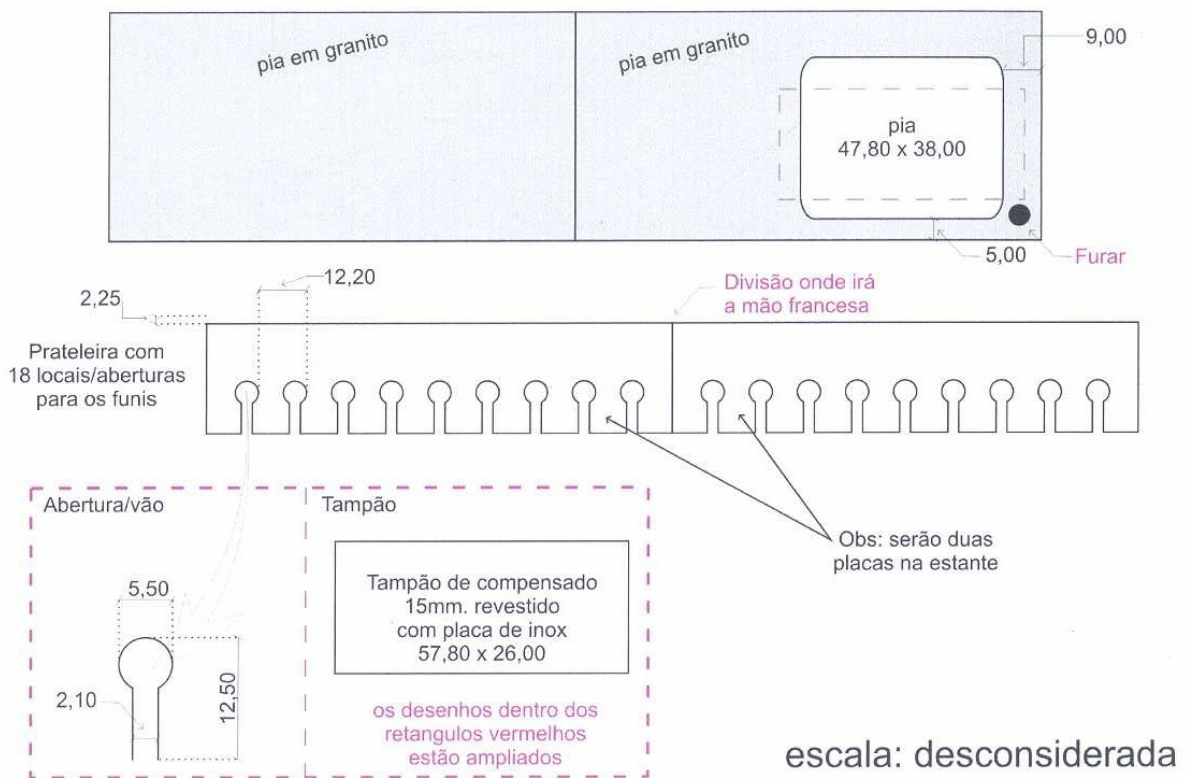 pia em granito
pia em granito
9,00
pia
47,80 x 38,00
5,00
Furar
12,20
Divisão onde irá
a mão francesa
2,25
Prateleira com
18 locais/aberturas
para os funis
Abertura/vão
Tampão
Obs: serão duas
placas na estante
5,50
Tampão de compensado
15mm. revestido
com placa de inox
57,80 x 26,00
2,10
12,50
os desenhos dentro dos
retangulos vermelhos
estão ampliados
escala: desconsiderada